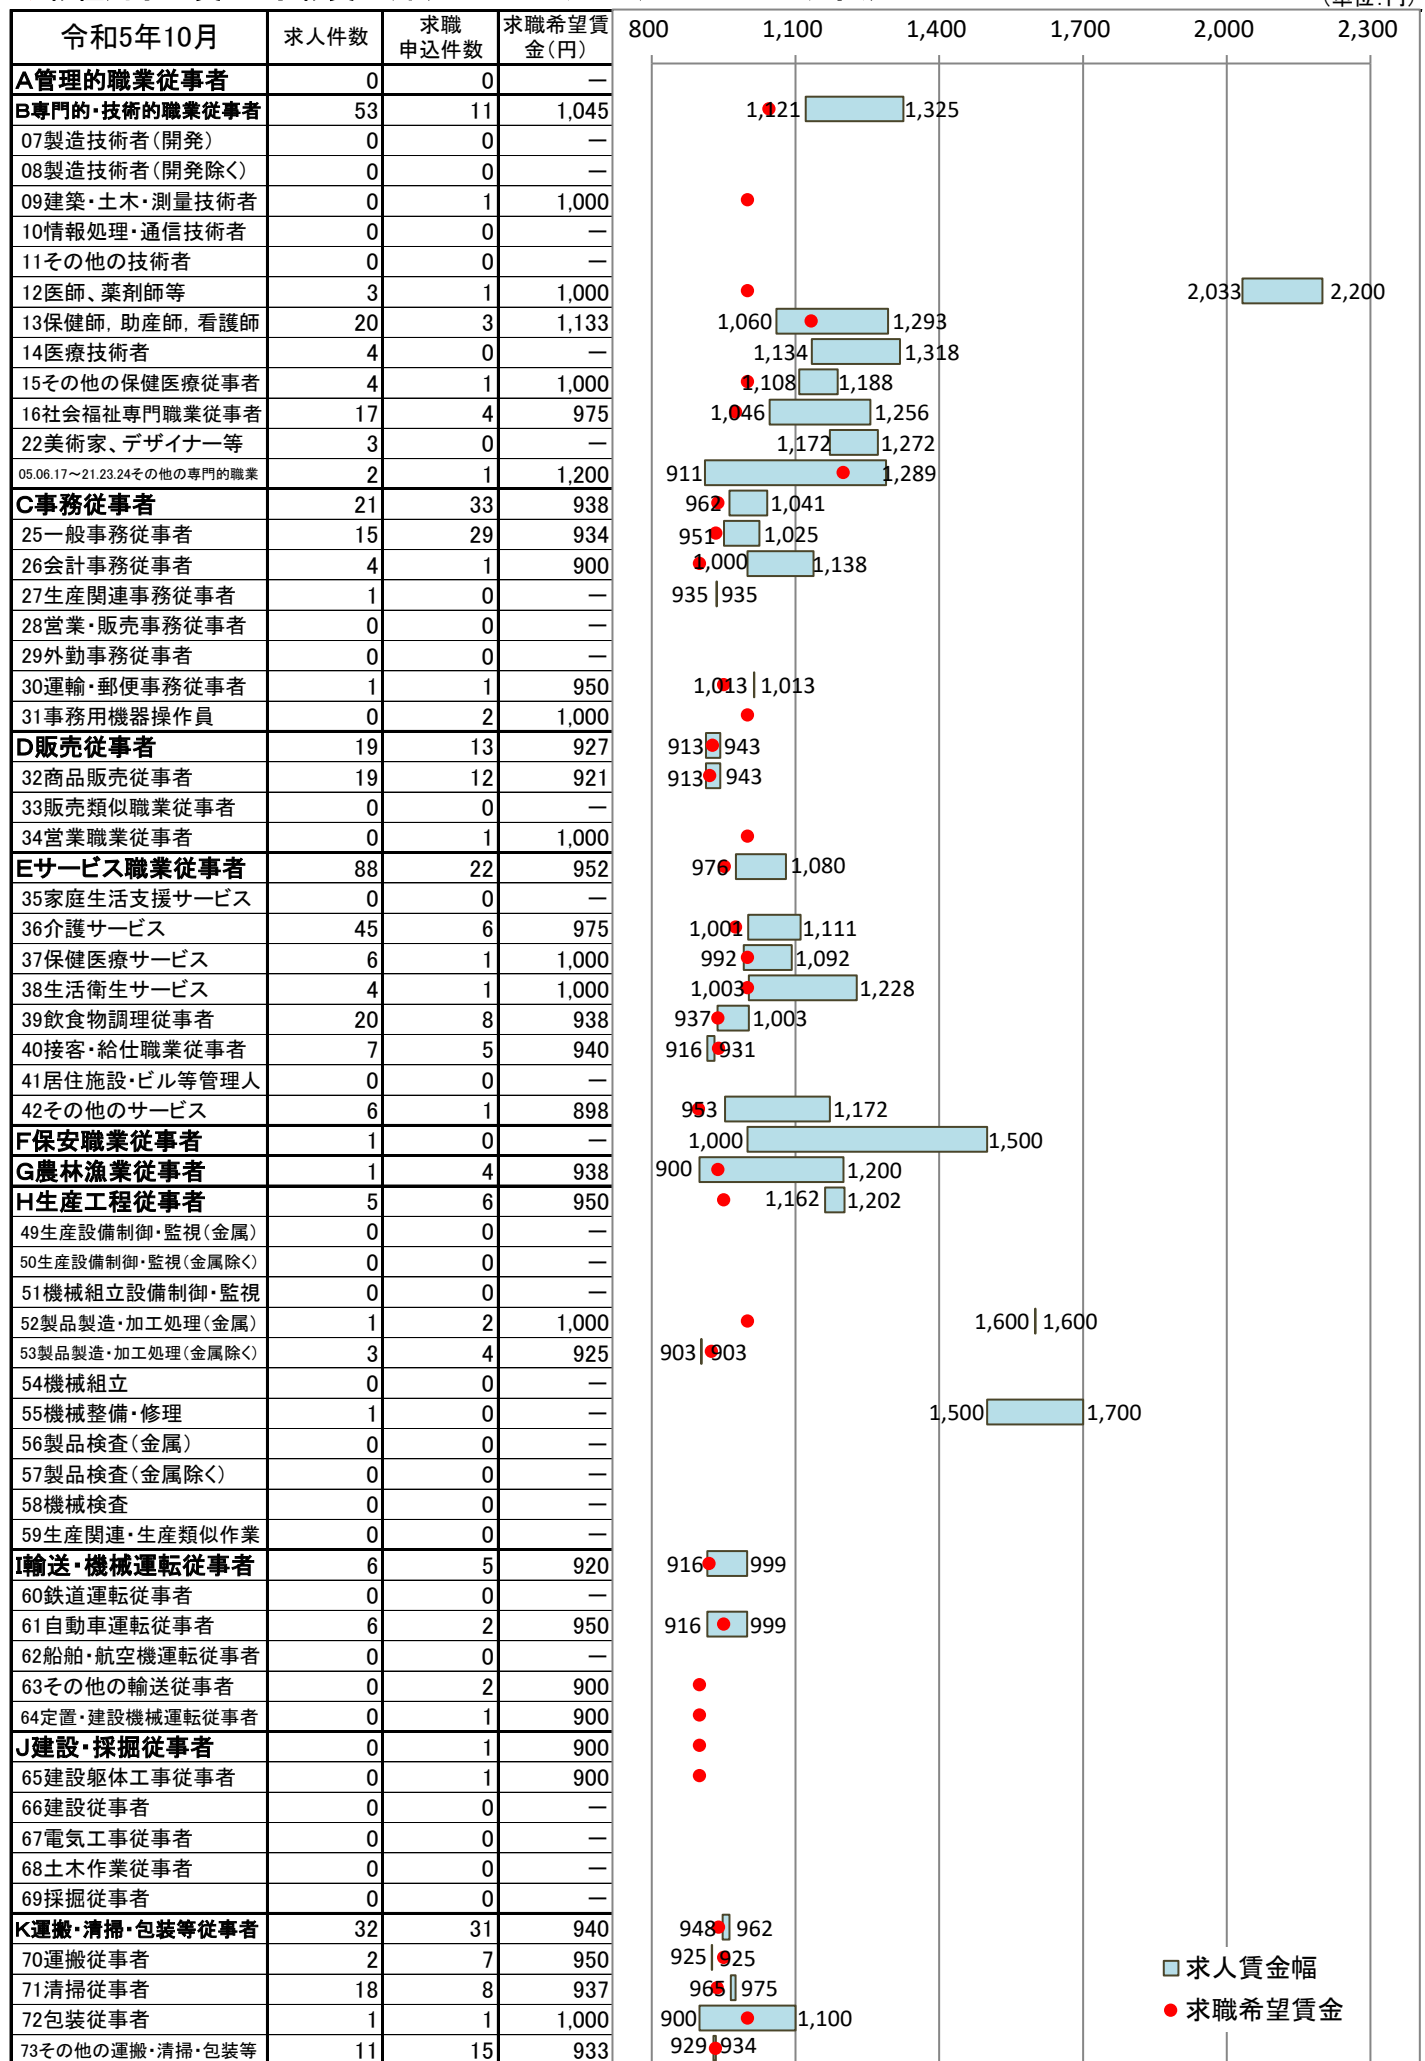 (単位:円)
令和5年10月 求人件数 求職申込件数 求職希望賃金(円) 800 1,100 1,400 1,700 2,000 2,300
A管理的職業従事者 0 0 ―
B専門的・技術的職業従事者 53 11 1,045 1,121 1,325
07製造技術者(開発) 0 0 ―
08製造技術者(開発除く) 0 0 ―
09建築・土木・測量技術者 0 1 1,000
10情報処理・通信技術者 0 0 ―
11その他の技術者 0 0 ―
12医師、薬剤師等 3 1 1,000 2,033 2,200
13保健師, 助産師, 看護師 20 3 1,133 1,060 1,293
14医療技術者 4 0 ― 1,134 1,318
15その他の保健医療従事者 4 1 1,000 1,108 1,188
16社会福祉専門職業従事者 17 4 975 1,046 1,256
22美術家、デザイナー等 3 0 ― 1,172 1,272
05.06.17~21.23.24その他の専門的職業 2 1 1,200 911 1,289
C事務従事者 21 33 938 962 1,041
25一般事務従事者 15 29 934 951 1,025
26会計事務従事者 4 1 900 1,000 1,138
27生産関連事務従事者 1 0 ― 935 935
28営業・販売事務従事者 0 0 ―
29外勤事務従事者 0 0 ―
30運輸・郵便事務従事者 1 1 950 1,013 1,013
31事務用機器操作員 0 2 1,000
D販売従事者 19 13 927 913 943
32商品販売従事者 19 12 921 913 943
33販売類似職業従事者 0 0 ―
34営業職業従事者 0 1 1,000
Eサービス職業従事者 88 22 952 976 1,080
35家庭生活支援サービス 0 0 ―
36介護サービス 45 6 975 1,001 1,111
37保健医療サービス 6 1 1,000 992 1,092
38生活衛生サービス 4 1 1,000 1,003 1,228
39飲食物調理従事者 20 8 938 937 1,003
40接客・給仕職業従事者 7 5 940 916 931
41居住施設・ビル等管理人 0 0 ―
42その他のサービス 6 1 898 953 1,172
F保安職業従事者 1 0 ― 1,000 1,500
G農林漁業従事者 1 4 938 900 1,200
H生産工程従事者 5 6 950 1,162 1,202
49生産設備制御・監視(金属) 0 0 ―
50生産設備制御・監視(金属除く) 0 0 ―
51機械組立設備制御・監視 0 0 ―
52製品製造・加工処理(金属) 1 2 1,000 1,600 1,600
53製品製造・加工処理(金属除く) 3 4 925 903 903
54機械組立 0 0 ―
55機械整備・修理 1 0 ― 1,500 1,700
56製品検査(金属) 0 0 ―
57製品検査(金属除く) 0 0 ―
58機械検査 0 0 ―
59生産関連・生産類似作業 0 0 ―
I輸送・機械運転従事者 6 5 920 916 999
60鉄道運転従事者 0 0 ―
61自動車運転従事者 6 2 950 916 999
62船舶・航空機運転従事者 0 0 ―
63その他の輸送従事者 0 2 900
64定置・建設機械運転従事者 0 1 900
J建設・採掘従事者 0 1 900
65建設躯体工事従事者 0 1 900
66建設従事者 0 0 ―
67電気工事従事者 0 0 ―
68土木作業従事者 0 0 ―
69採掘従事者 0 0 ―
K運搬・清掃・包装等従事者 32 31 940 948 962
70運搬従事者 2 7 950 925 925
71清掃従事者 18 8 937 965 975
72包装従事者 1 1 1,000 900 1,100
73その他の運搬・清掃・包装等 11 15 933 929 934
求人賃金幅
求職希望賃金